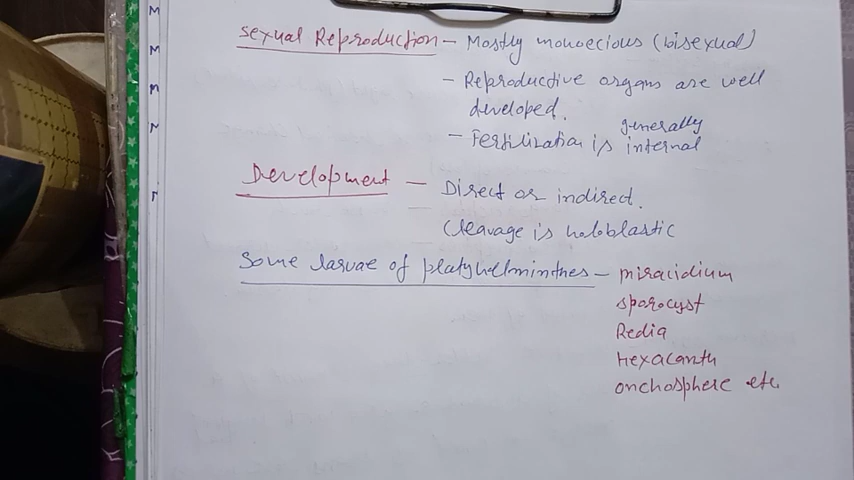 Sexual Reproduction - Mostly monoecious (bisexual)
- Reproductive organs are well
developed.
- Fertilization is generally internal
Development - Direct or indirect.
Cleavage is holoblastic
Some larvae of platyhelminthes - miracidium
sporocyst
Redia
Hexacanth
onchosphere etc.